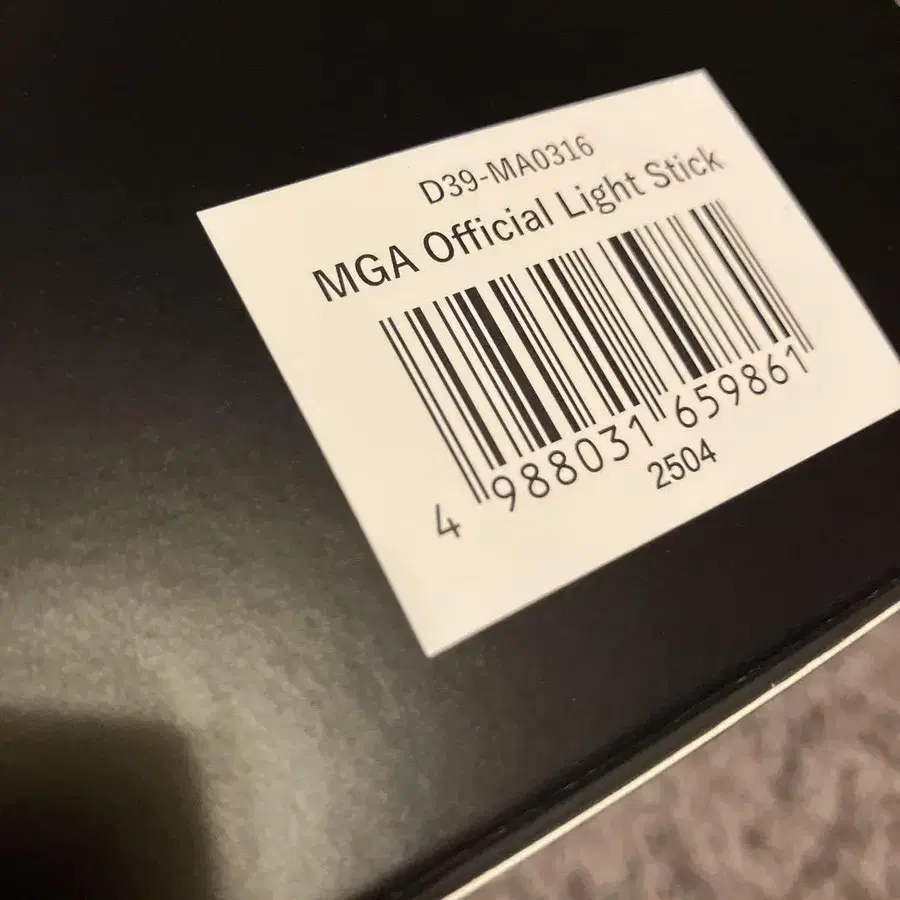 D39-MA0316
MGA Official Light Stick
4 988031 659861
2504